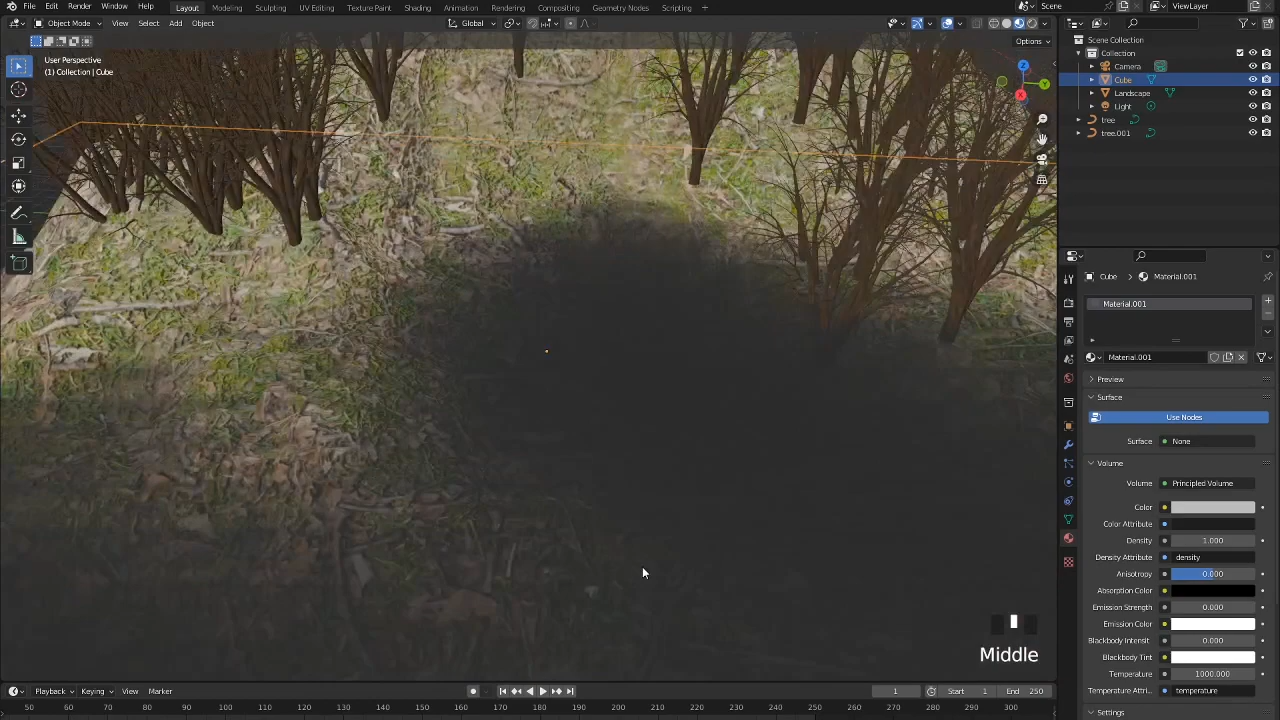 File Edit Render Window Help Layout Modeling Sculpting UV Editing Texture Paint Shading Animation Rendering Compositing Geometry Nodes Scripting Scene ViewLayer
Object Mode View Select Add Object Global
Options
User Perspective
(1) Collection | Cube
Scene Collection
Collection
Camera
Cube
Landscape
Light
tree
tree.001
Cube Material.001
Material.001
Material.001
Preview
Surface
Use Nodes
Surface None
Volume
Volume Principled Volume
Color
Color Attribute
Density 1.000
Density Attribute density
Anisotropy 0.000
Absorption Color
Emission Strength 0.000
Emission Color
Blackbody Intensit 0.000
Blackbody Tint
Temperature 1000.000
Temperature Attri... temperature
Settings
Middle
Playback Keying View Marker 1 Start 1 End 250
50 60 70 80 90 100 110 120 130 140 150 160 170 180 190 200 210 220 230 240 250 260 270 280 290 300